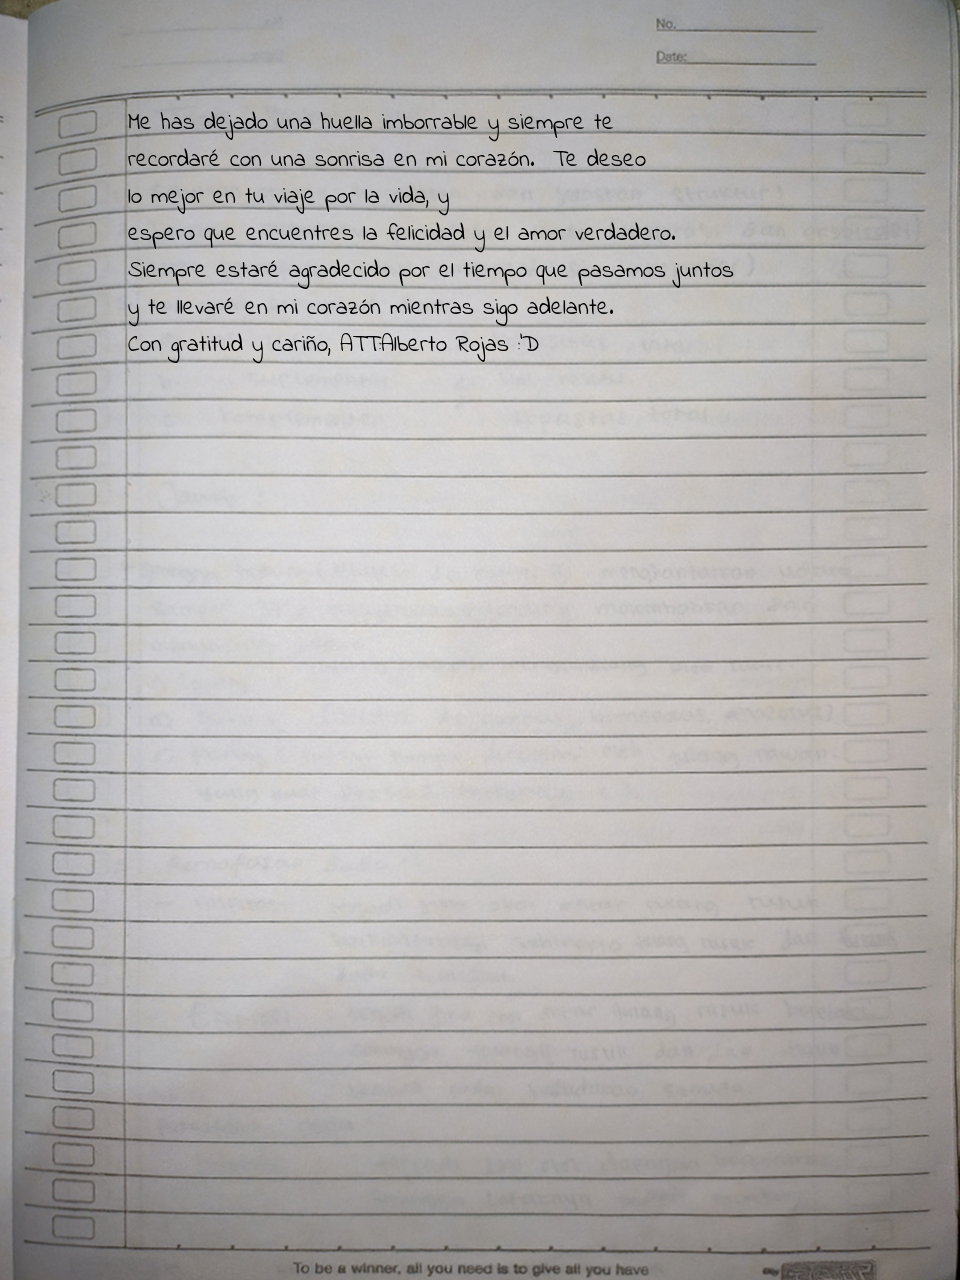 No.
Date:
Me has dejado una huella imborrable y siempre te
recordaré con una sonrisa en mi corazón. Te deseo
lo mejor en tu viaje por la vida, y
espero que encuentres la felicidad y el amor verdadero.
Siempre estaré agradecido por el tiempo que pasamos juntos
y te llevaré en mi corazón mientras sigo adelante.
Con gratitud y cariño, ATT:Alberto Rojas :'D
To be a winner, all you need is to give all you have